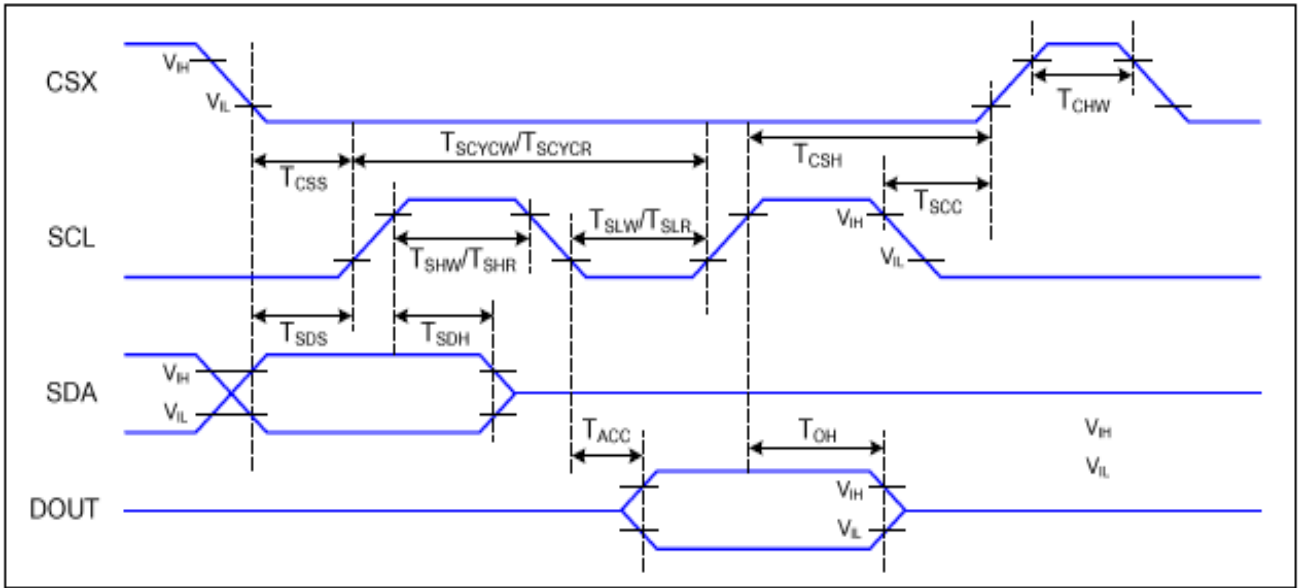 CSX
VIH
VIL
TCHW
TSCYCW/TSCYCR
TCSS
TCSH
TSCC
SCL
TSHW/TSHR
TSLW/TSLR
VIH
VIL
TSDS
TSDH
SDA
VIH
VIL
TACC
TOH
VIH
VIL
DOUT
VIH
VIL